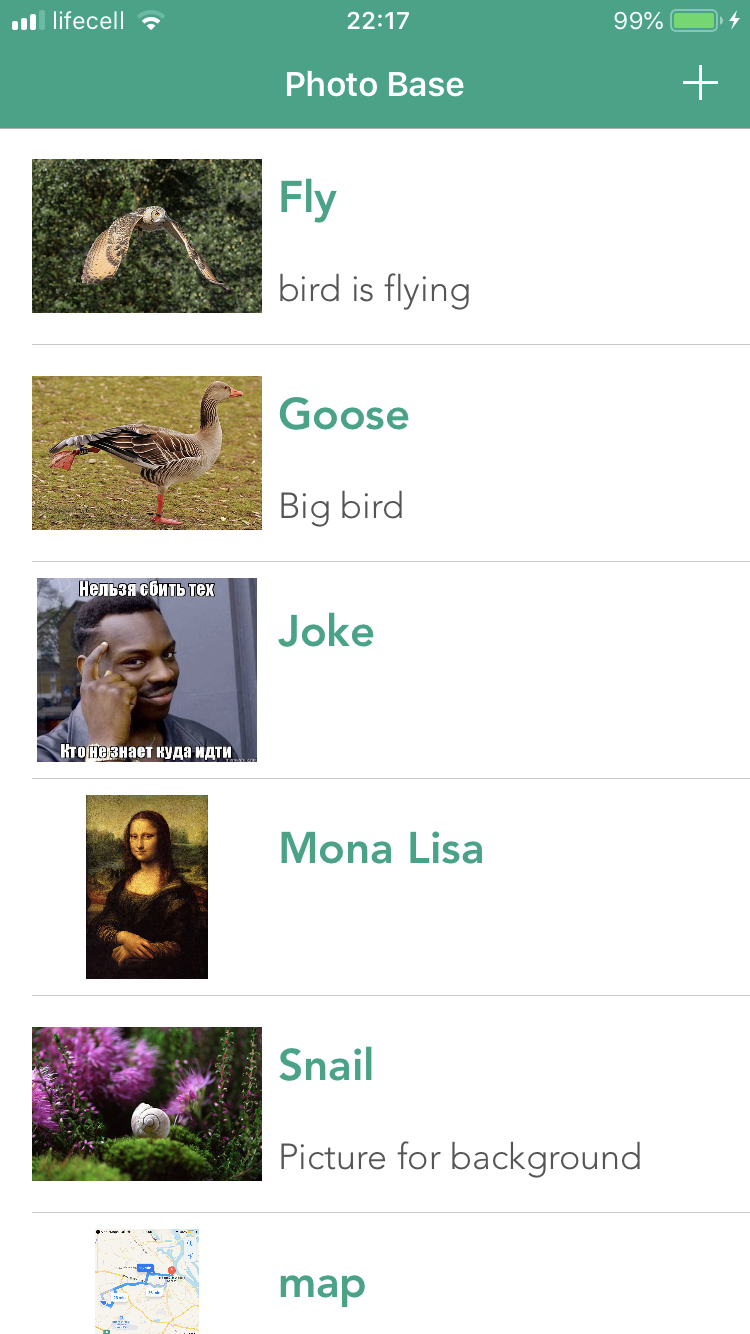 lifecell 22:17 99%
Photo Base
Fly
bird is flying
Goose
Big bird
Нельзя сбить тех
Кто не знает куда идти
Joke
Mona Lisa
Snail
Picture for background
map